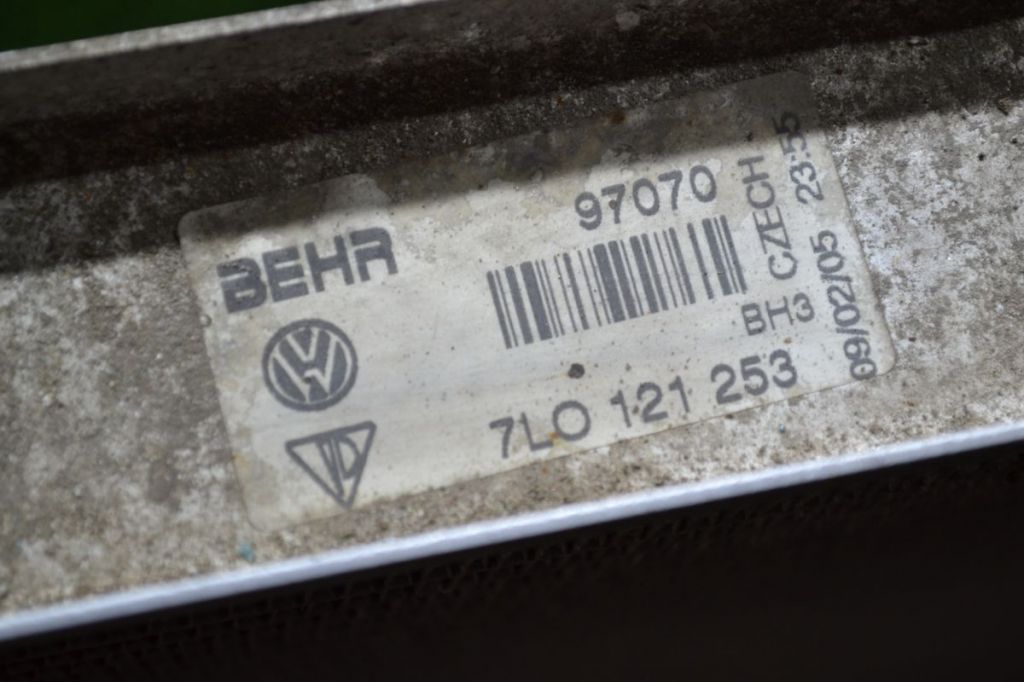 BEHR
97070
BH3
7L0 121 253
CZECH
09/02/05 23:55